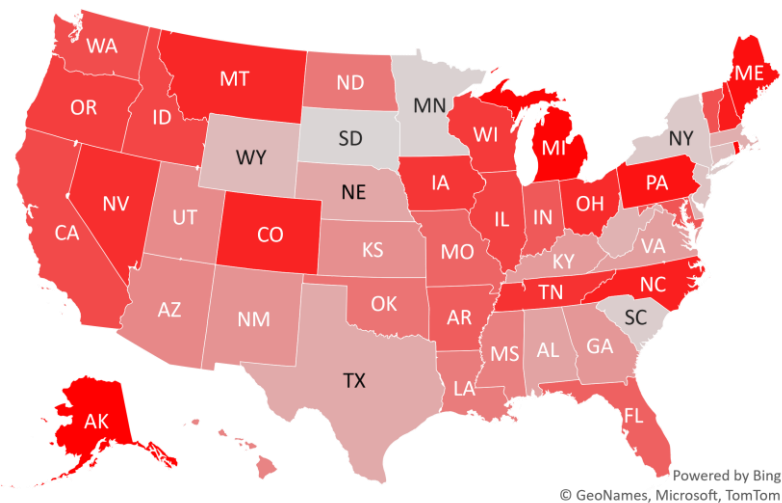 WA
MT
ND
MN
ME
OR
ID
SD
WI
MI
NY
WY
IA
PA
NE
NV
UT
CO
IL
IN
OH
CA
KS
MO
KY
VA
AZ
NM
OK
AR
TN
NC
SC
MS
AL
GA
TX
LA
AK
FL
Powered by Bing
© GeoNames, Microsoft, TomTom